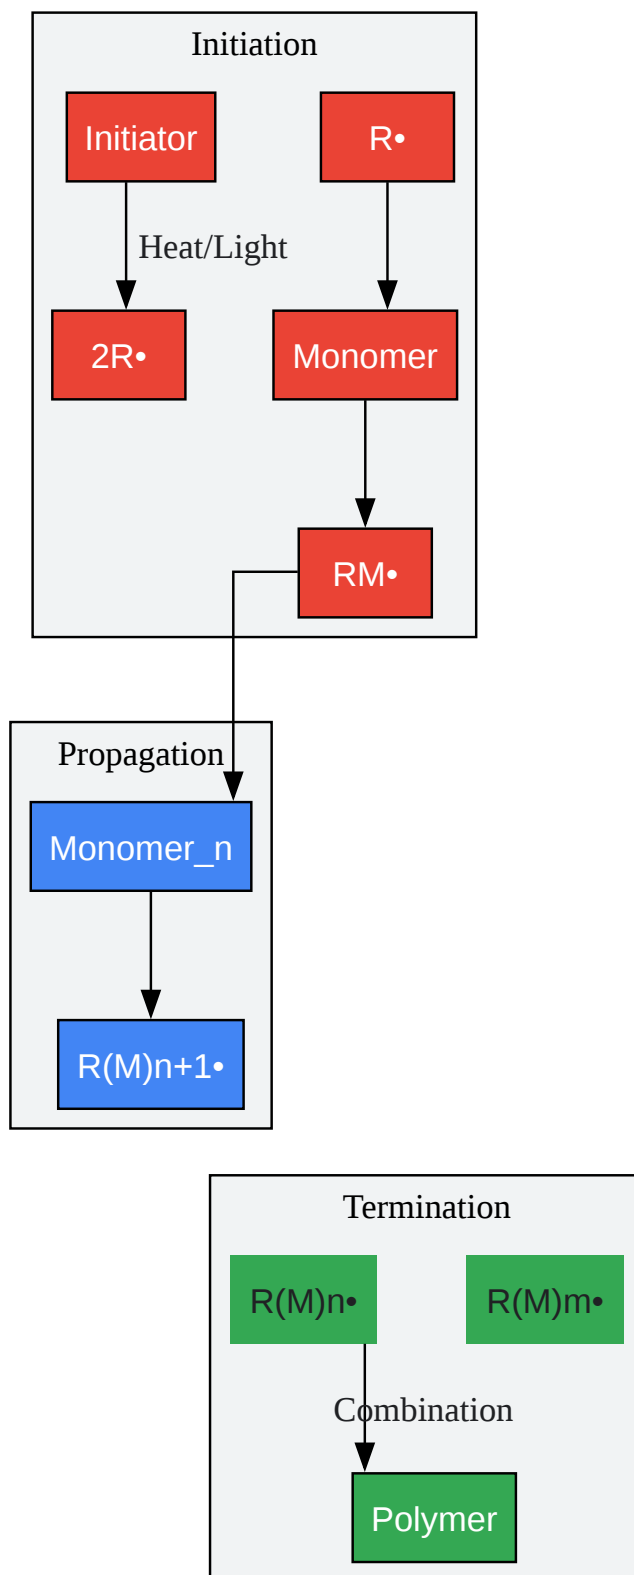 Initiation
Initiator
R•
Heat/Light
2R•
Monomer
RM•
Propagation
Monomer_n
R(M)n+1•
Termination
R(M)n•
R(M)m•
Combination
Polymer